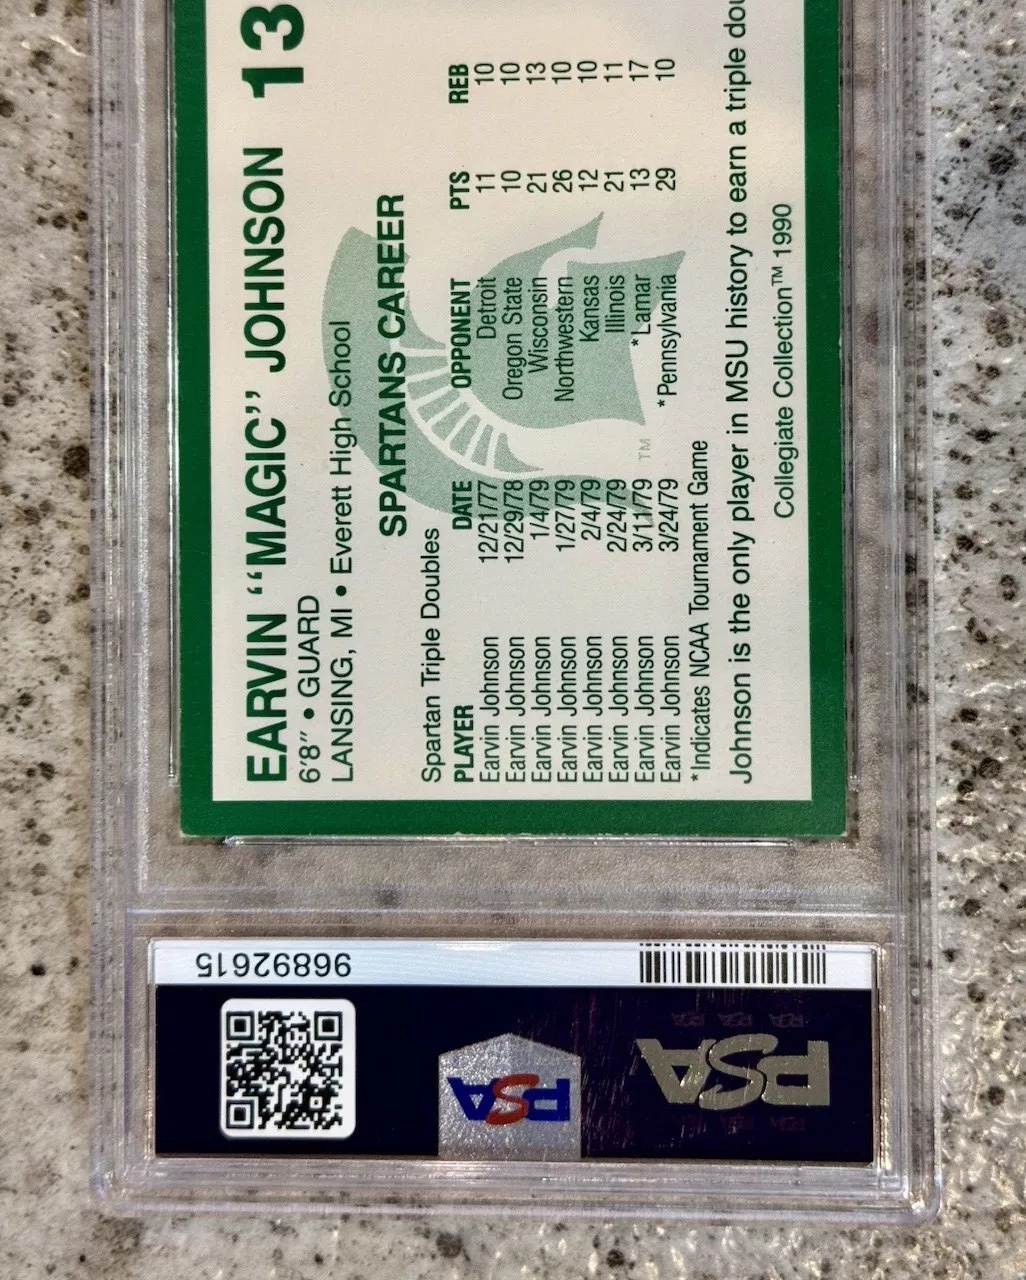 EARVIN "MAGIC" JOHNSON 13
6'8" • GUARD
LANSING, MI • Everett High School
SPARTANS CAREER
Spartan Triple Doubles
PLAYER DATE OPPONENT PTS REB
Earvin Johnson 12/21/77 Detroit 11 10
Earvin Johnson 12/29/78 Oregon State 10 10
Earvin Johnson 1/4/79 Wisconsin 21 13
Earvin Johnson 1/27/79 Northwestern 26 10
Earvin Johnson 2/4/79 Kansas 12 10
Earvin Johnson 2/24/79 Illinois 21 11
Earvin Johnson 3/11/79 *Lamar 13 17
Earvin Johnson 3/24/79 *Pennsylvania 29 10
TM
*Indicates NCAA Tournament Game
Johnson is the only player in MSU history to earn a triple dou
Collegiate Collection™ 1990
96892615
PSA
PSA